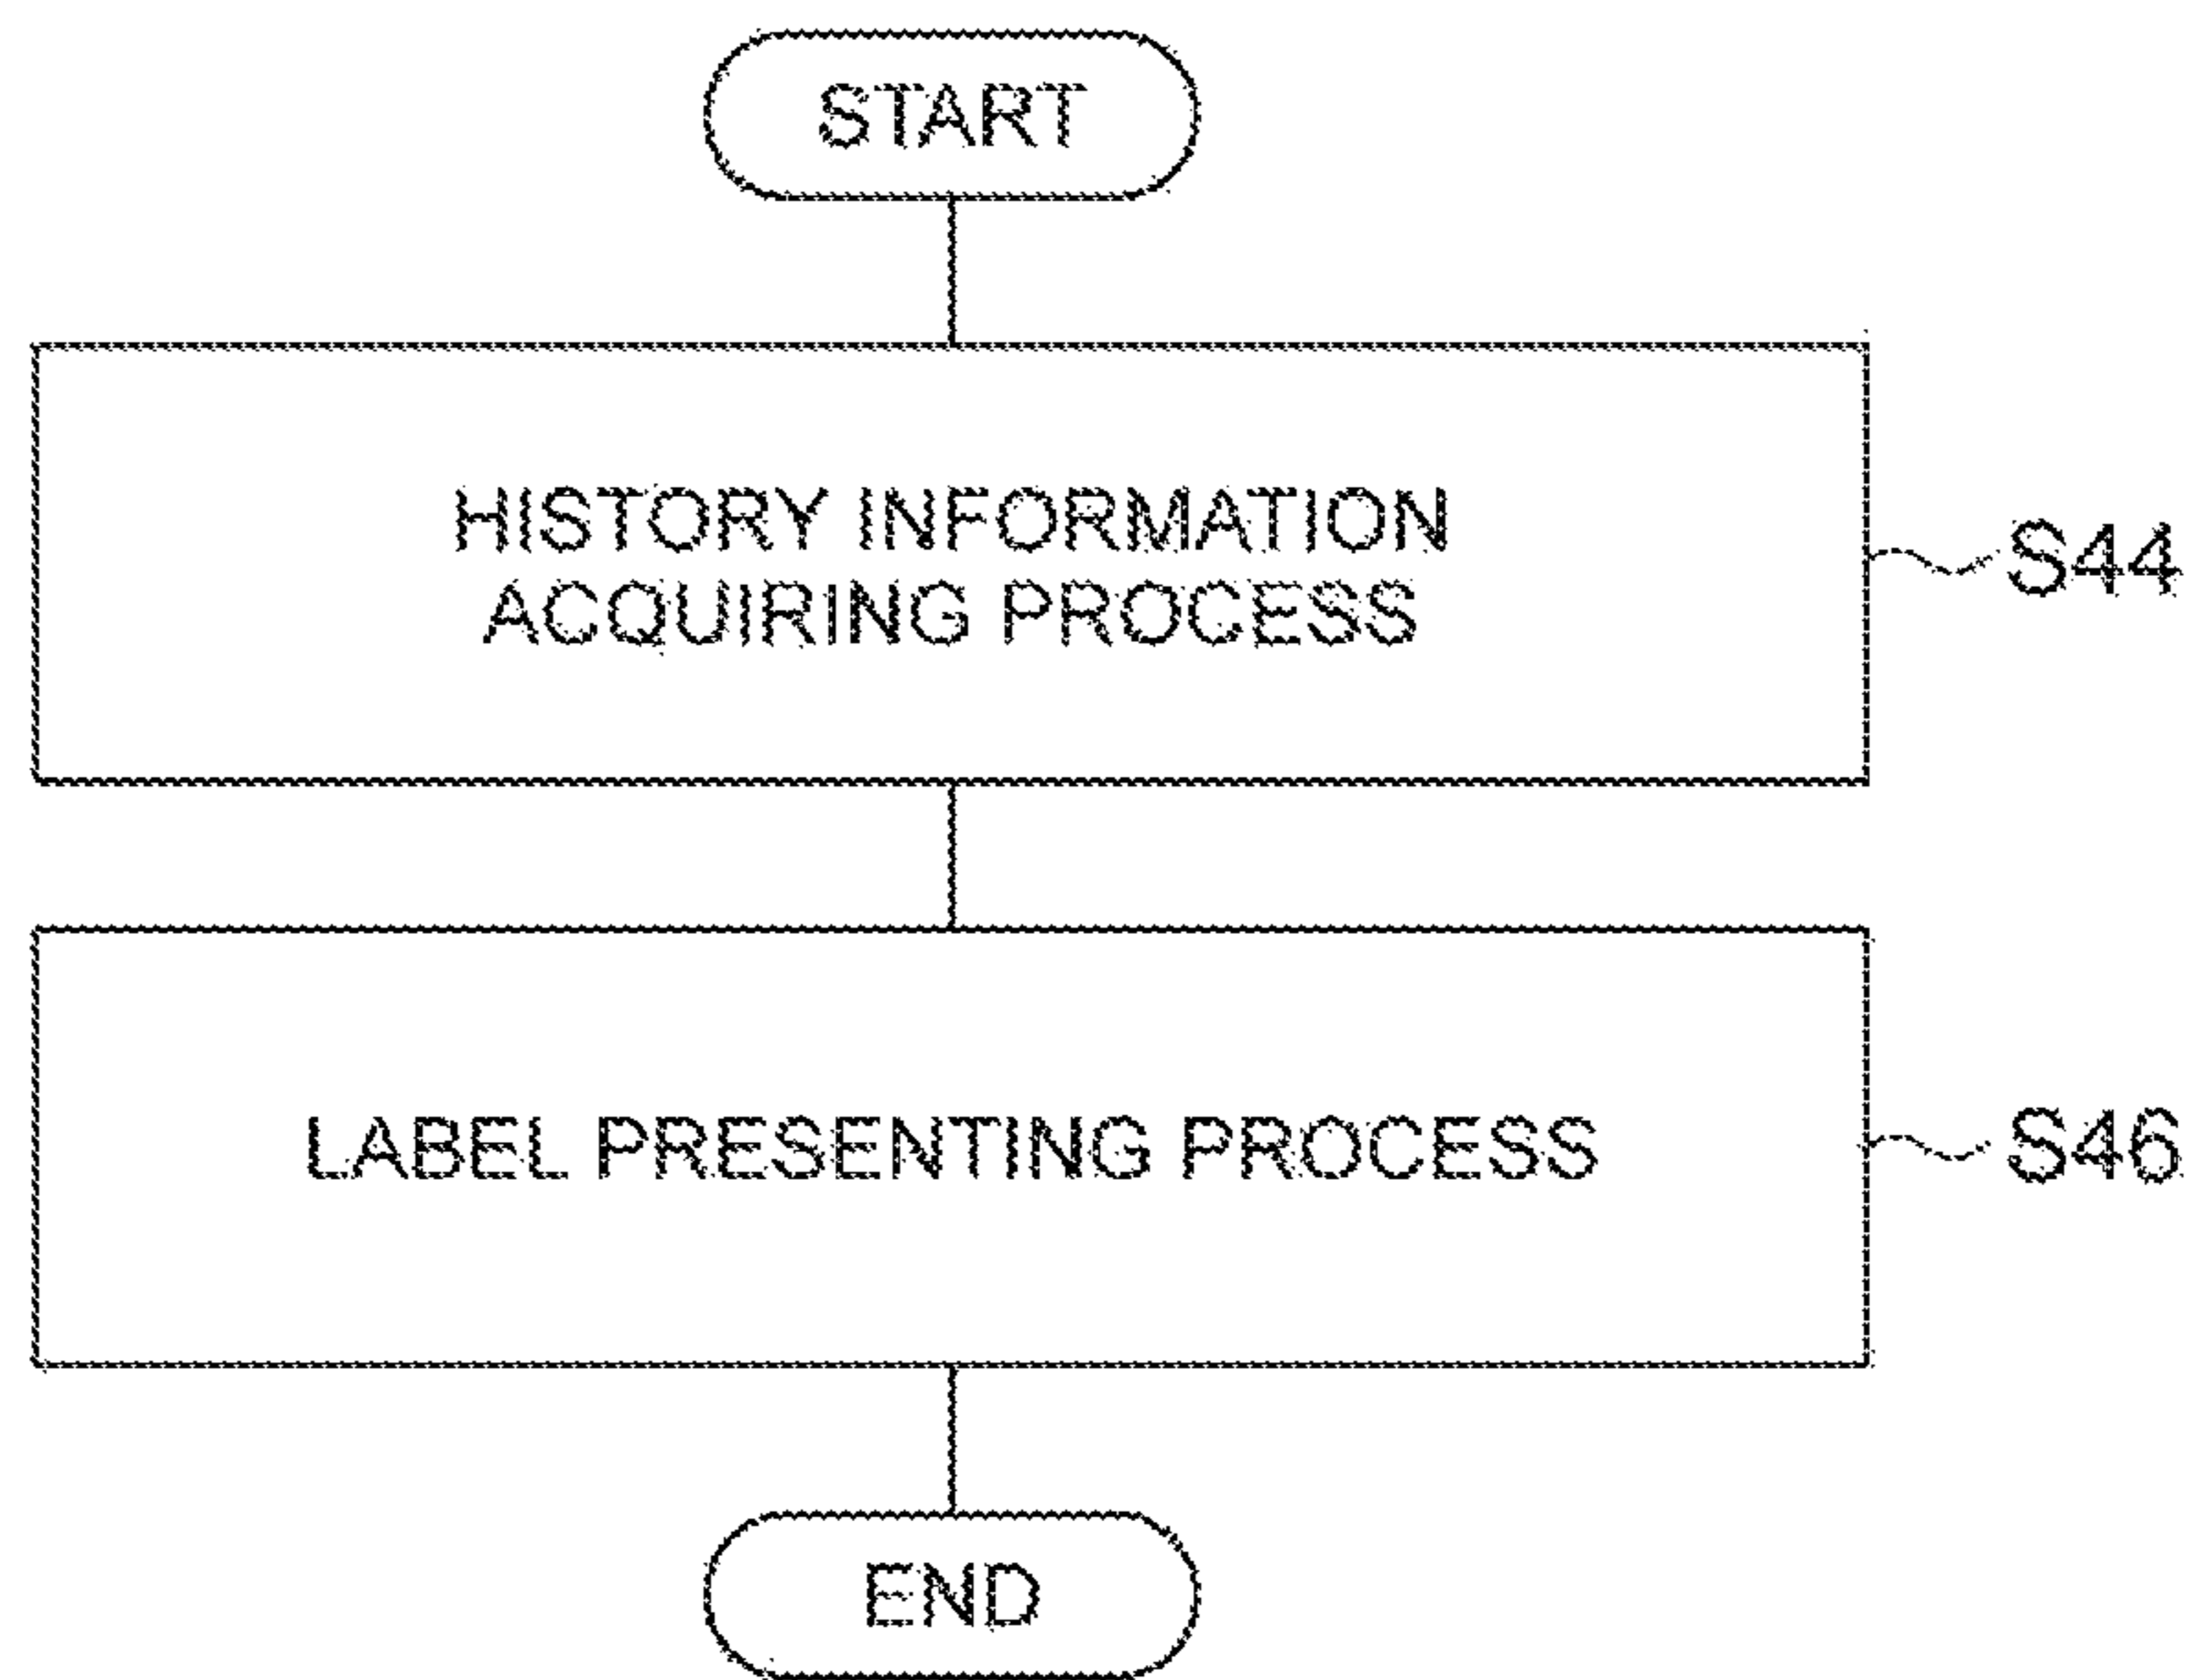 START
HISTORY INFORMATION
ACQUIRING PROCESS
S44
LABEL PRESENTING PROCESS
S46
END